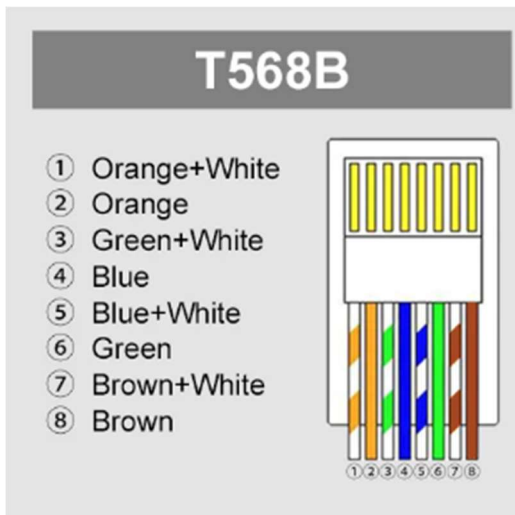 T568B
① Orange+White
② Orange
③ Green+White
④ Blue
⑤ Blue+White
⑥ Green
⑦ Brown+White
⑧ Brown
①②③④⑤⑥⑦⑧